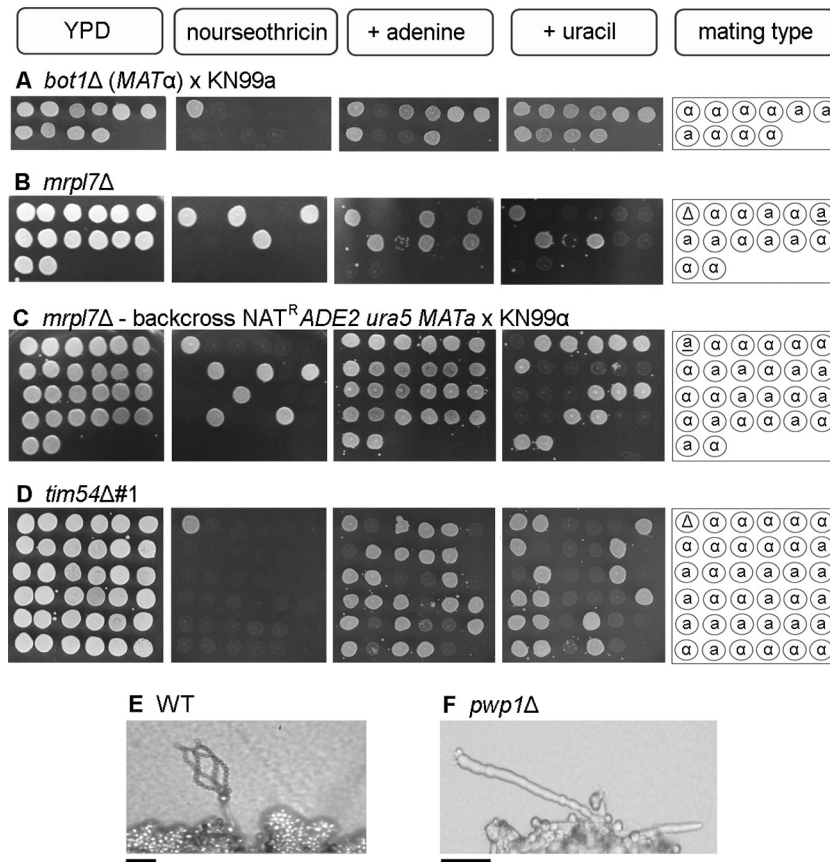 YPD nourseothricin + adenine + uracil mating type
A bot1Δ (MATα) x KN99a
α α α α a a
a α α α
B mrpl7Δ
Δ α α a α a
α α
C mrpl7Δ - backcross NATᴿ ADE2 ura5 MATa x KN99α
a α α α α α
a α
D tim54Δ#1
Δ α α α α α
E WT F pwp1Δ